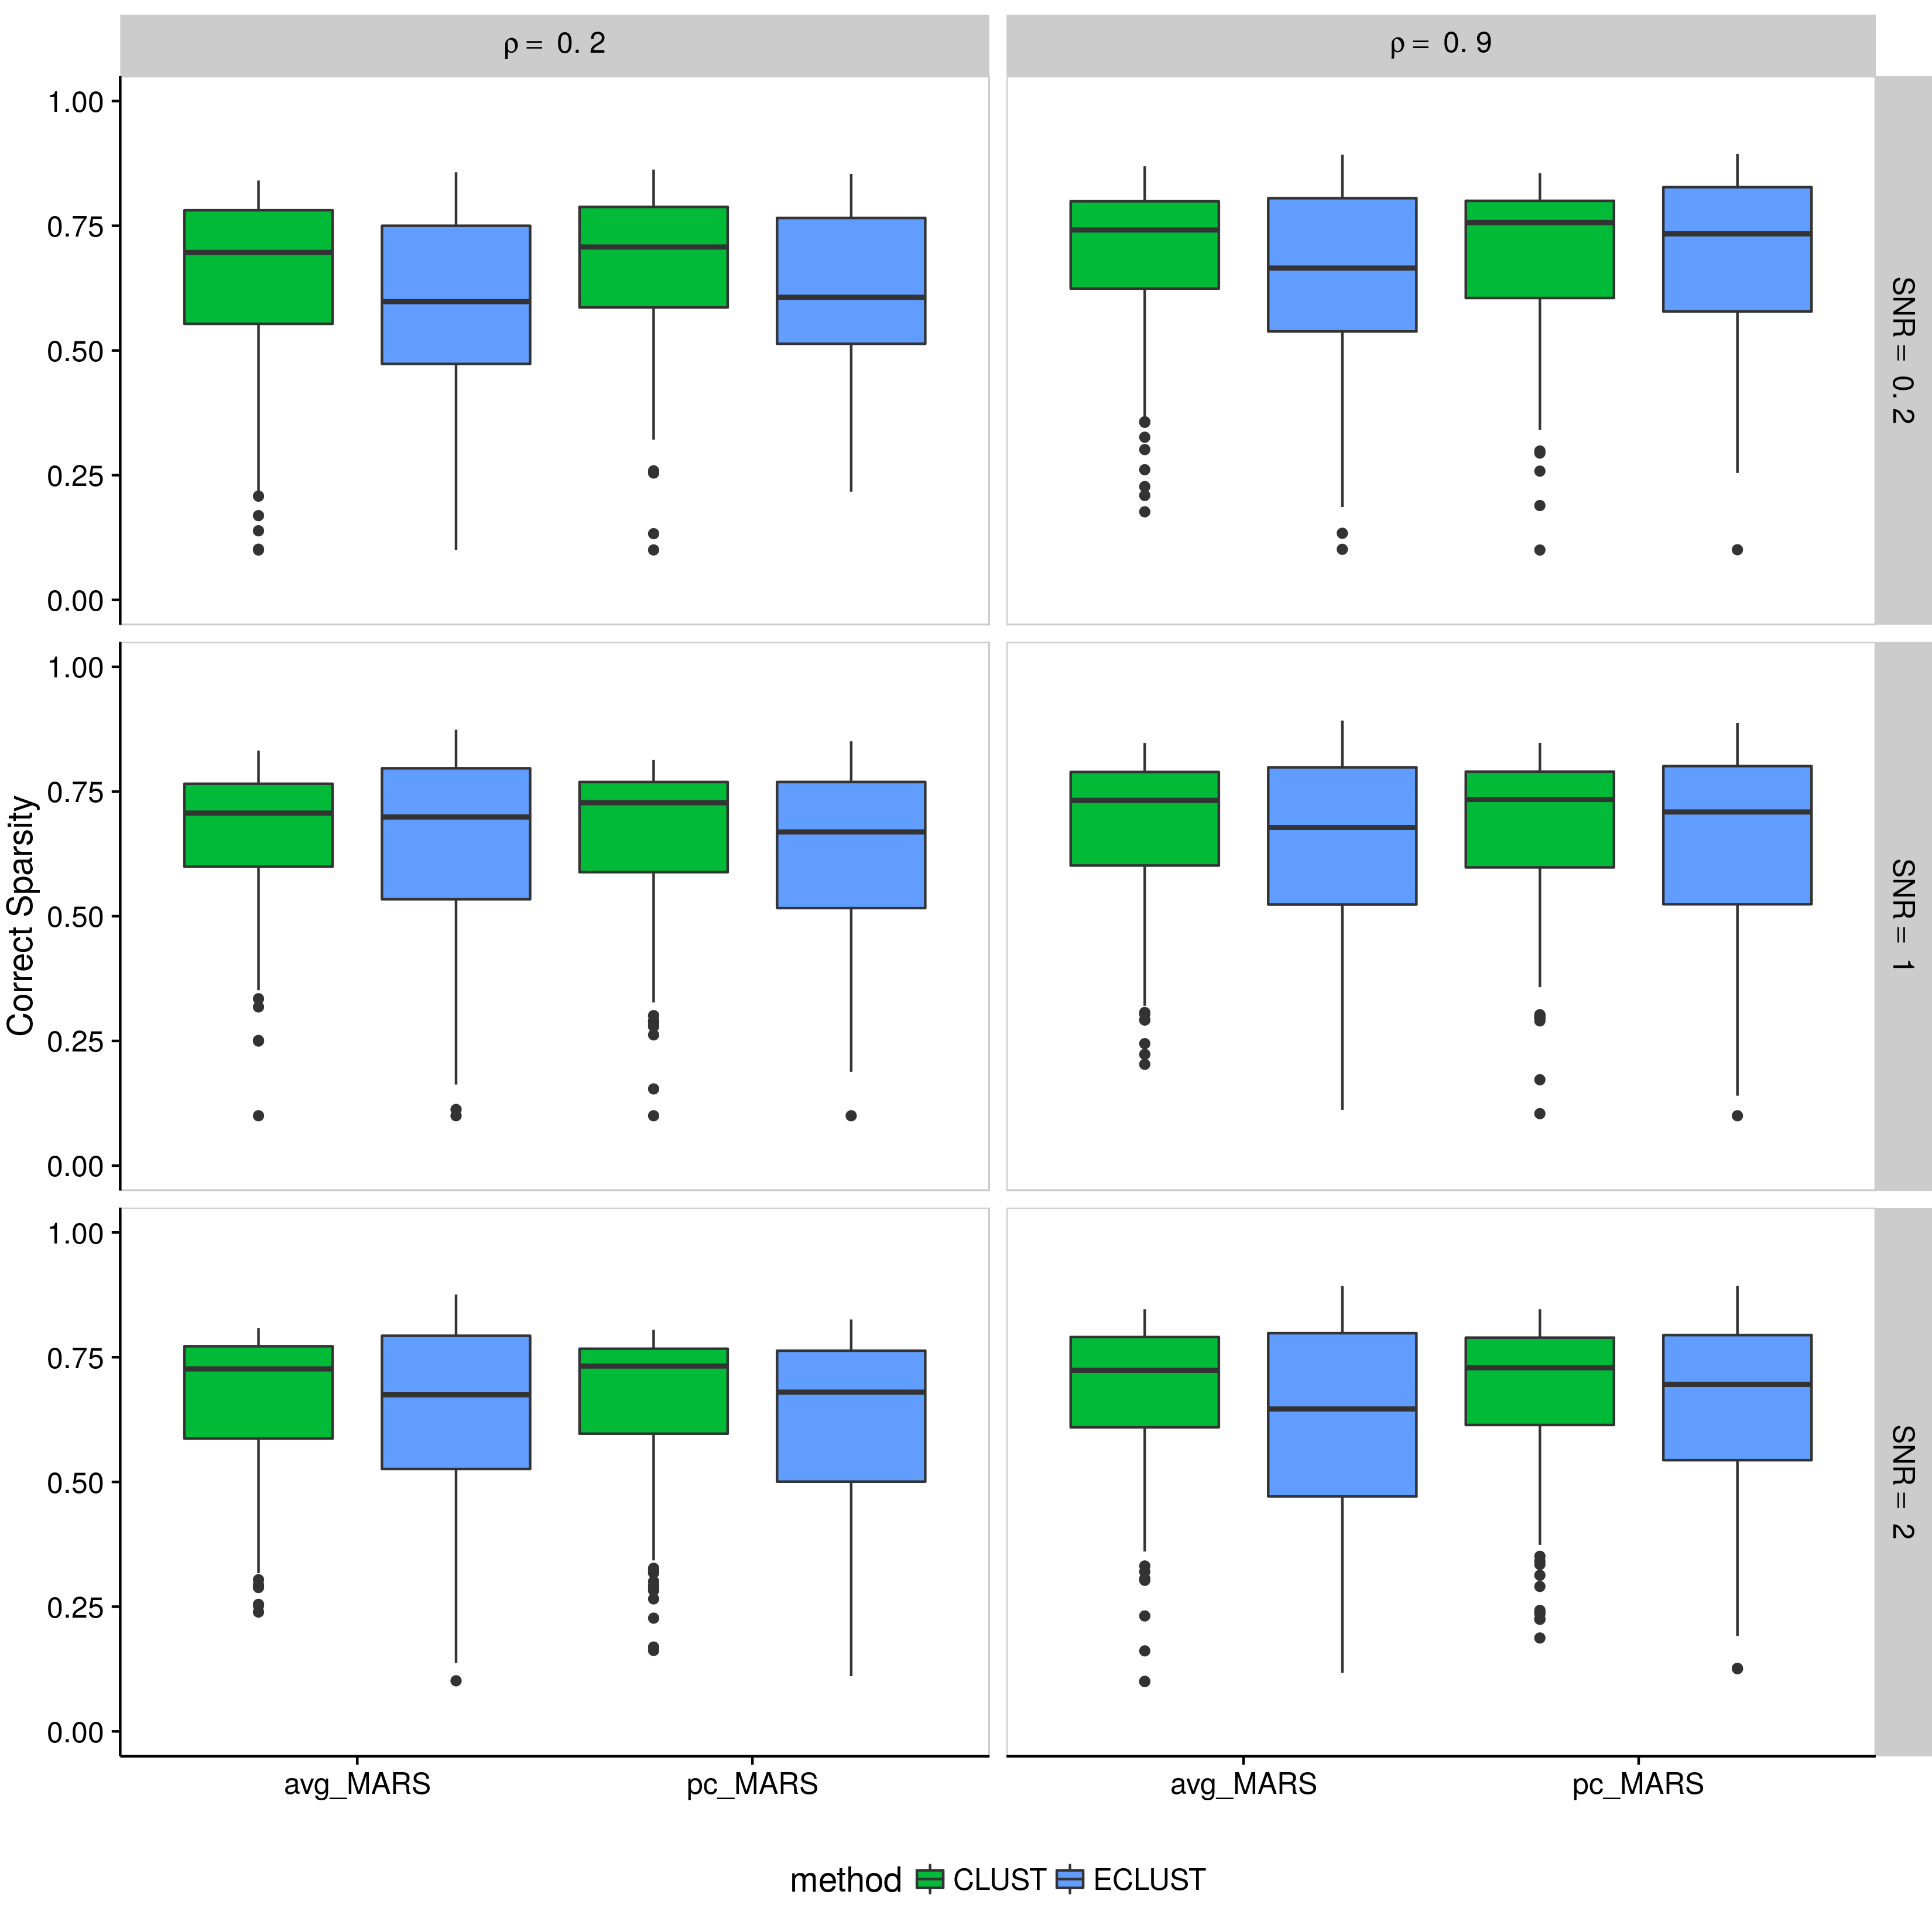 ρ = 0. 2
ρ = 0. 9
1.00
0.75
0.50
0.25
0.00
SNR = 0. 2
1.00
0.75
0.50
0.25
0.00
SNR = 1
Correct Sparsity
1.00
0.75
0.50
0.25
0.00
SNR = 2
avg_MARS
pc_MARS
avg_MARS
pc_MARS
method CLUST ECLUST